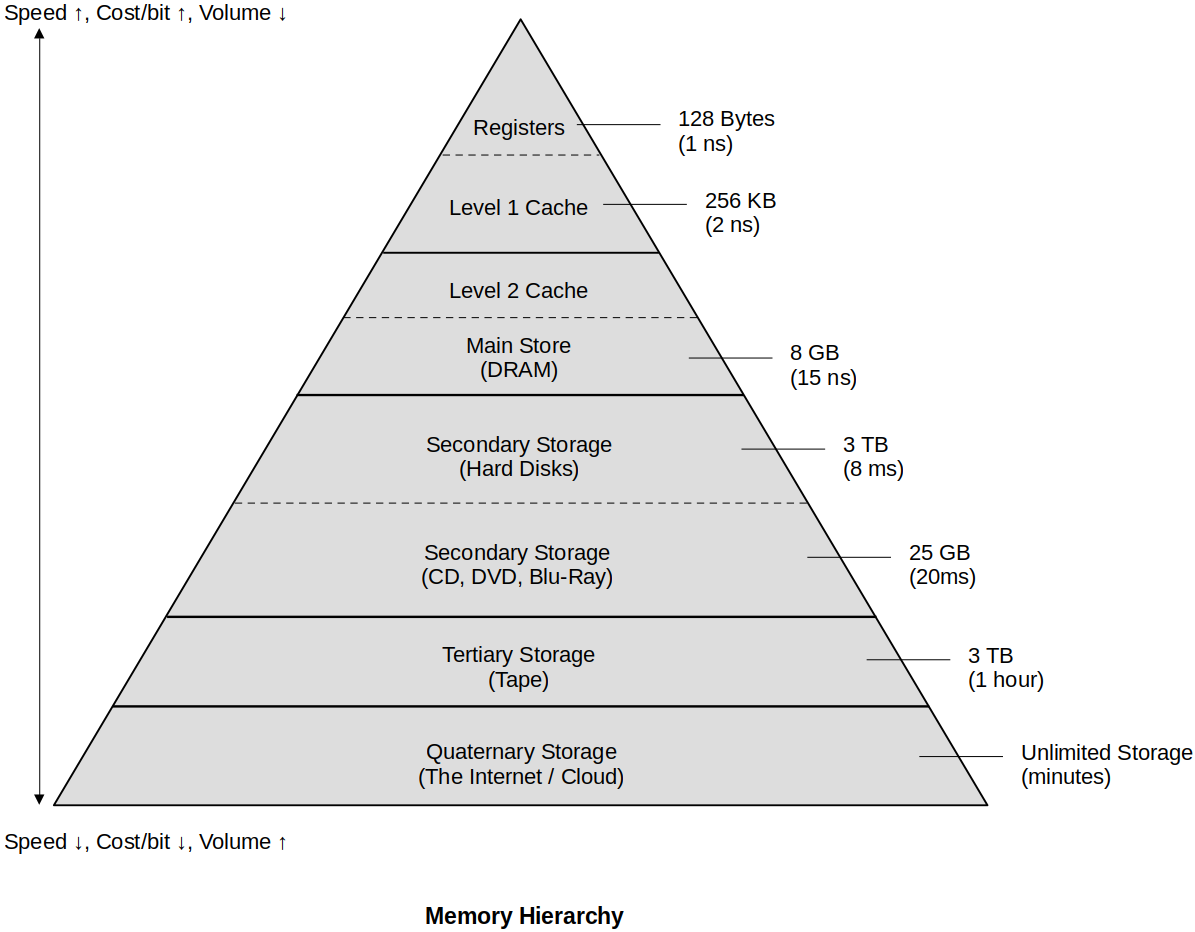 Speed ↑, Cost/bit ↑, Volume ↓
Registers
128 Bytes
(1 ns)
Level 1 Cache
256 KB
(2 ns)
Level 2 Cache
Main Store
(DRAM)
8 GB
(15 ns)
Secondary Storage
(Hard Disks)
3 TB
(8 ms)
Secondary Storage
(CD, DVD, Blu-Ray)
25 GB
(20ms)
Tertiary Storage
(Tape)
3 TB
(1 hour)
Quaternary Storage
(The Internet / Cloud)
Unlimited Storage
(minutes)
Speed ↓, Cost/bit ↓, Volume ↑
Memory Hierarchy